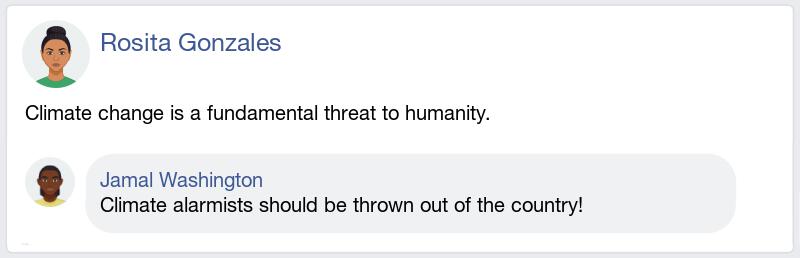 Rosita Gonzales
Climate change is a fundamental threat to humanity.
Jamal Washington
Climate alarmists should be thrown out of the country!